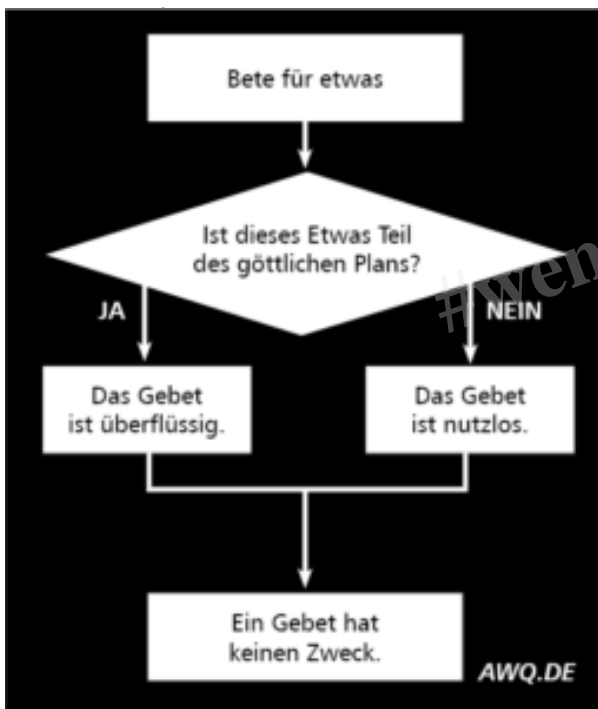 Bete für etwas
Ist dieses Etwas Teil
des göttlichen Plans?
JA
NEIN
Das Gebet
ist überflüssig.
Das Gebet
ist nutzlos.
Ein Gebet hat
keinen Zweck.
AWQ.DE